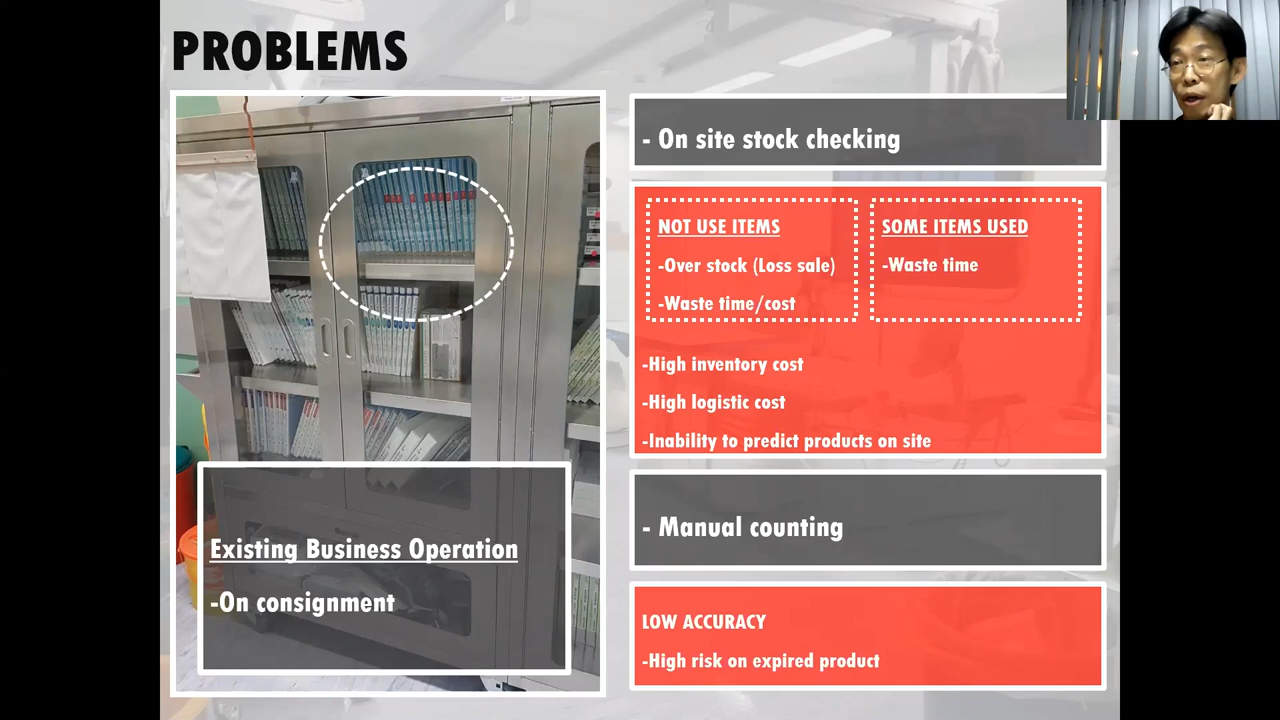 PROBLEMS
- On site stock checking
NOT USE ITEMS
-Over stock (Loss sale)
-Waste time/cost
SOME ITEMS USED
-Waste time
-High inventory cost
-High logistic cost
-Inability to predict products on site
Existing Business Operation
-On consignment
- Manual counting
LOW ACCURACY
-High risk on expired product